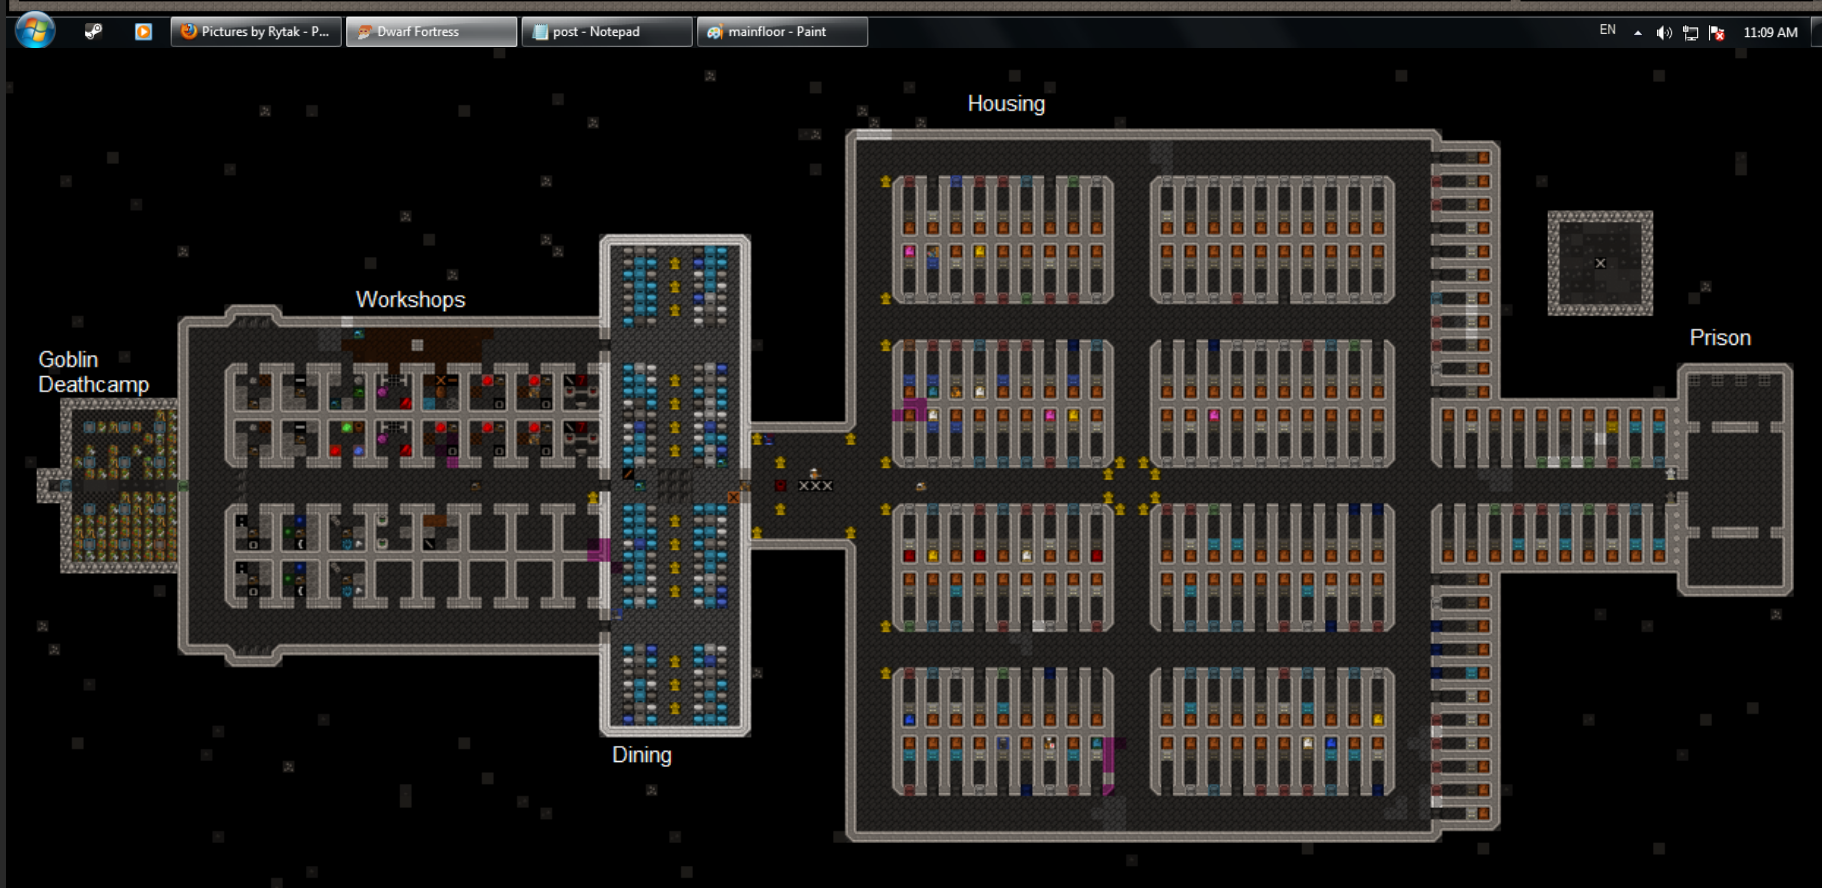 Pictures by Rytak - P...
Dwarf Fortress
post - Notepad
mainfloor - Paint
EN
11:09 AM
Housing
Workshops
Prison
Goblin
Deathcamp
Dining